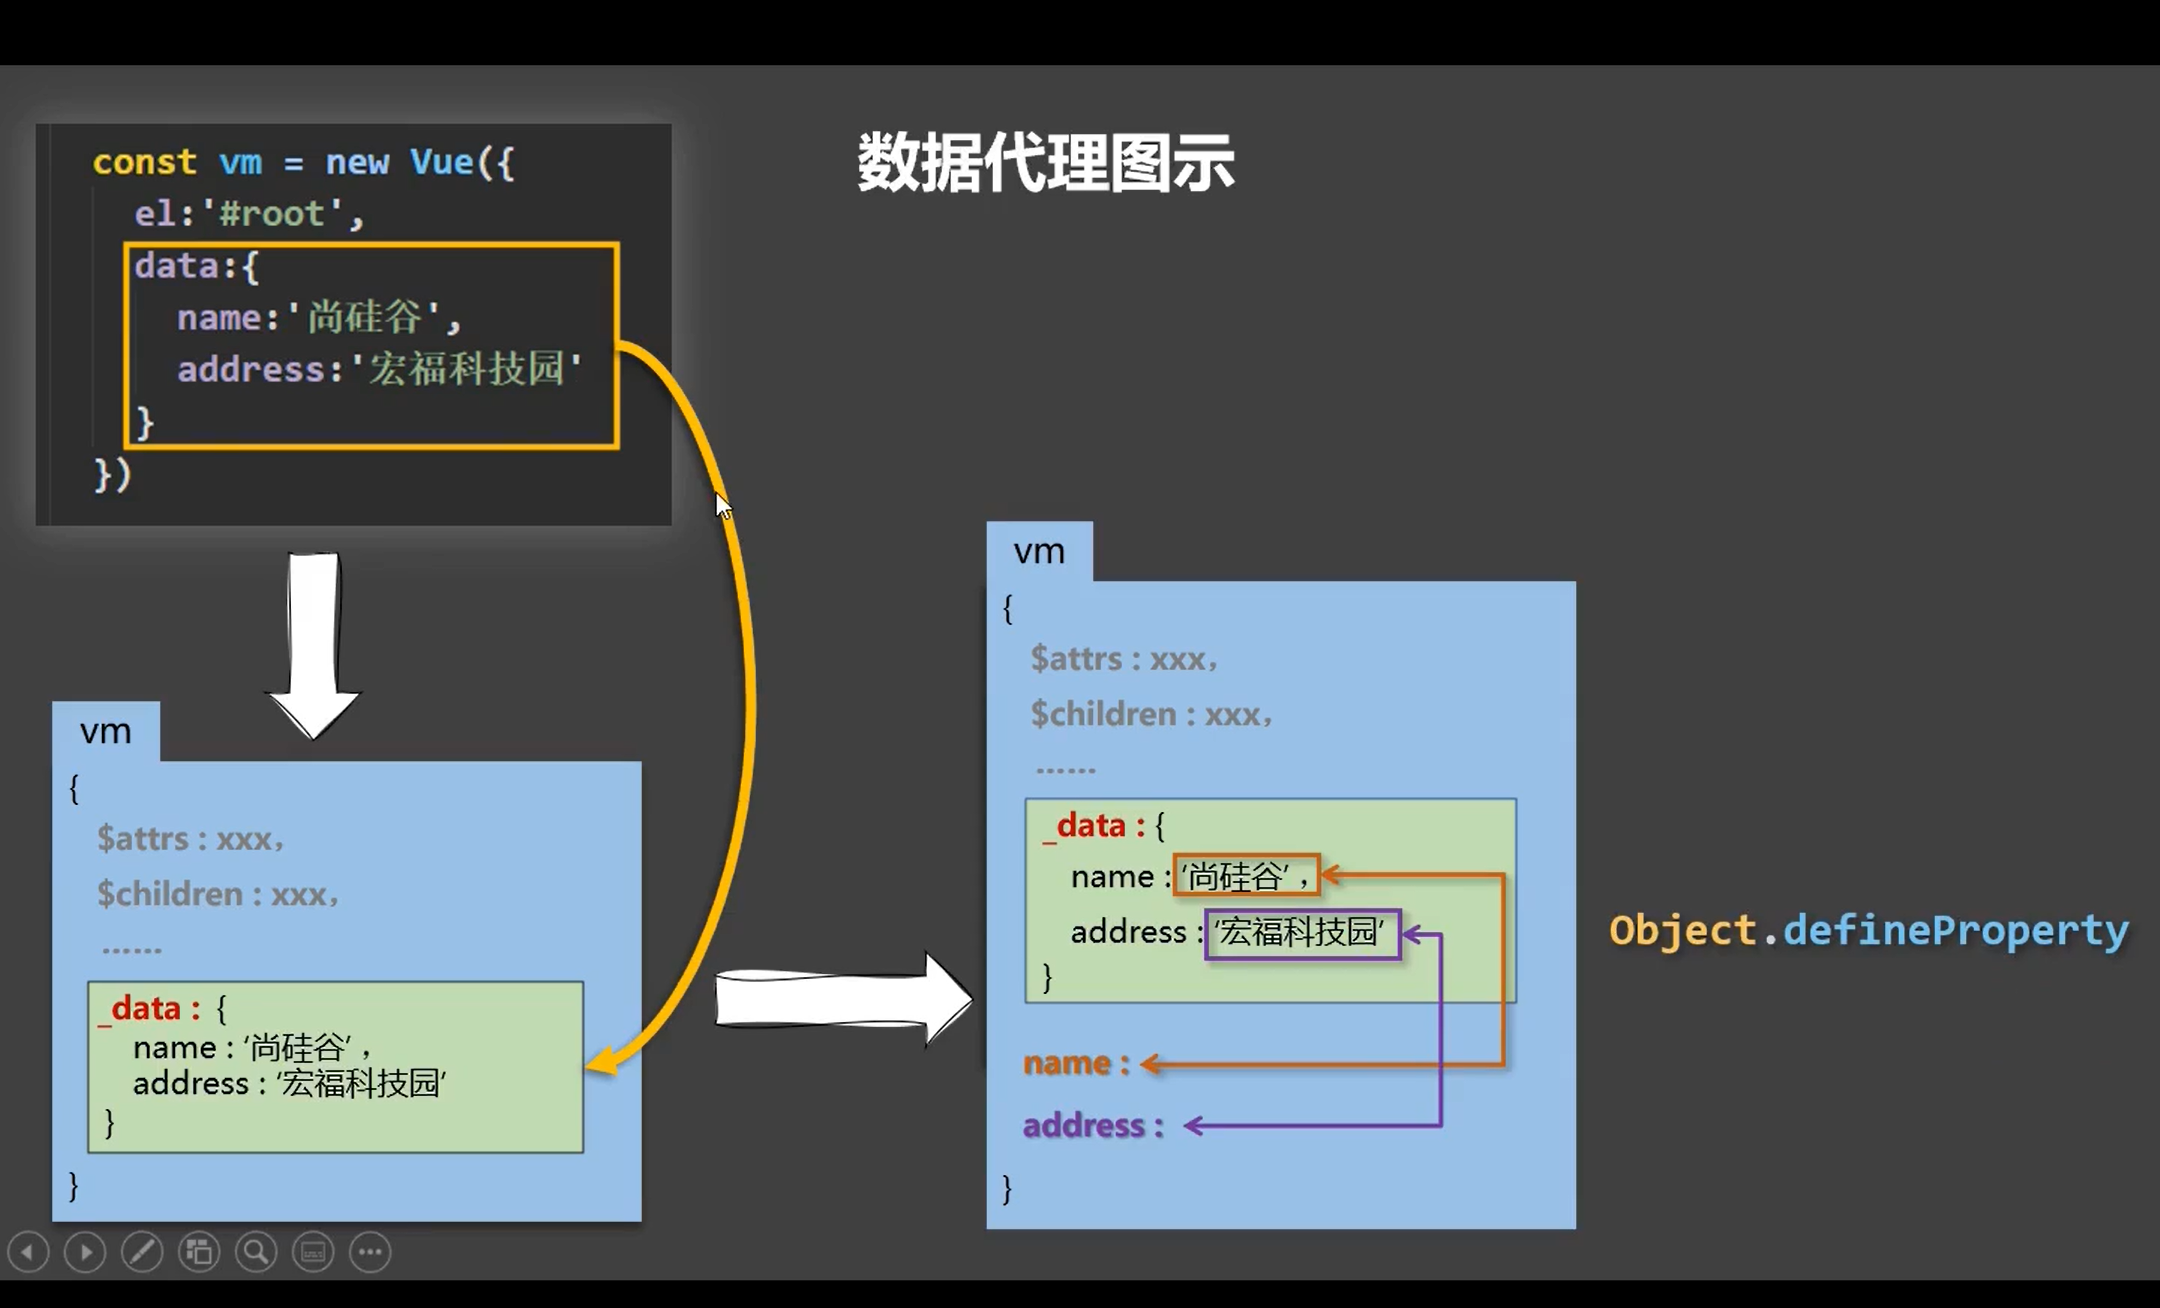 数据代理图示
const vm = new Vue({
el:'#root',
data:{
name:'尚硅谷',
address:'宏福科技园'
}
})
vm
{
$attrs : xxx，
$children : xxx，
……
_data : {
name : ‘尚硅谷’ ，
address : ‘宏福科技园’
}
}
vm
{
$attrs : xxx，
$children : xxx，
……
_data : {
name : ‘尚硅谷’ ，
address : ‘宏福科技园’
}
name :
address :
}
Object.defineProperty